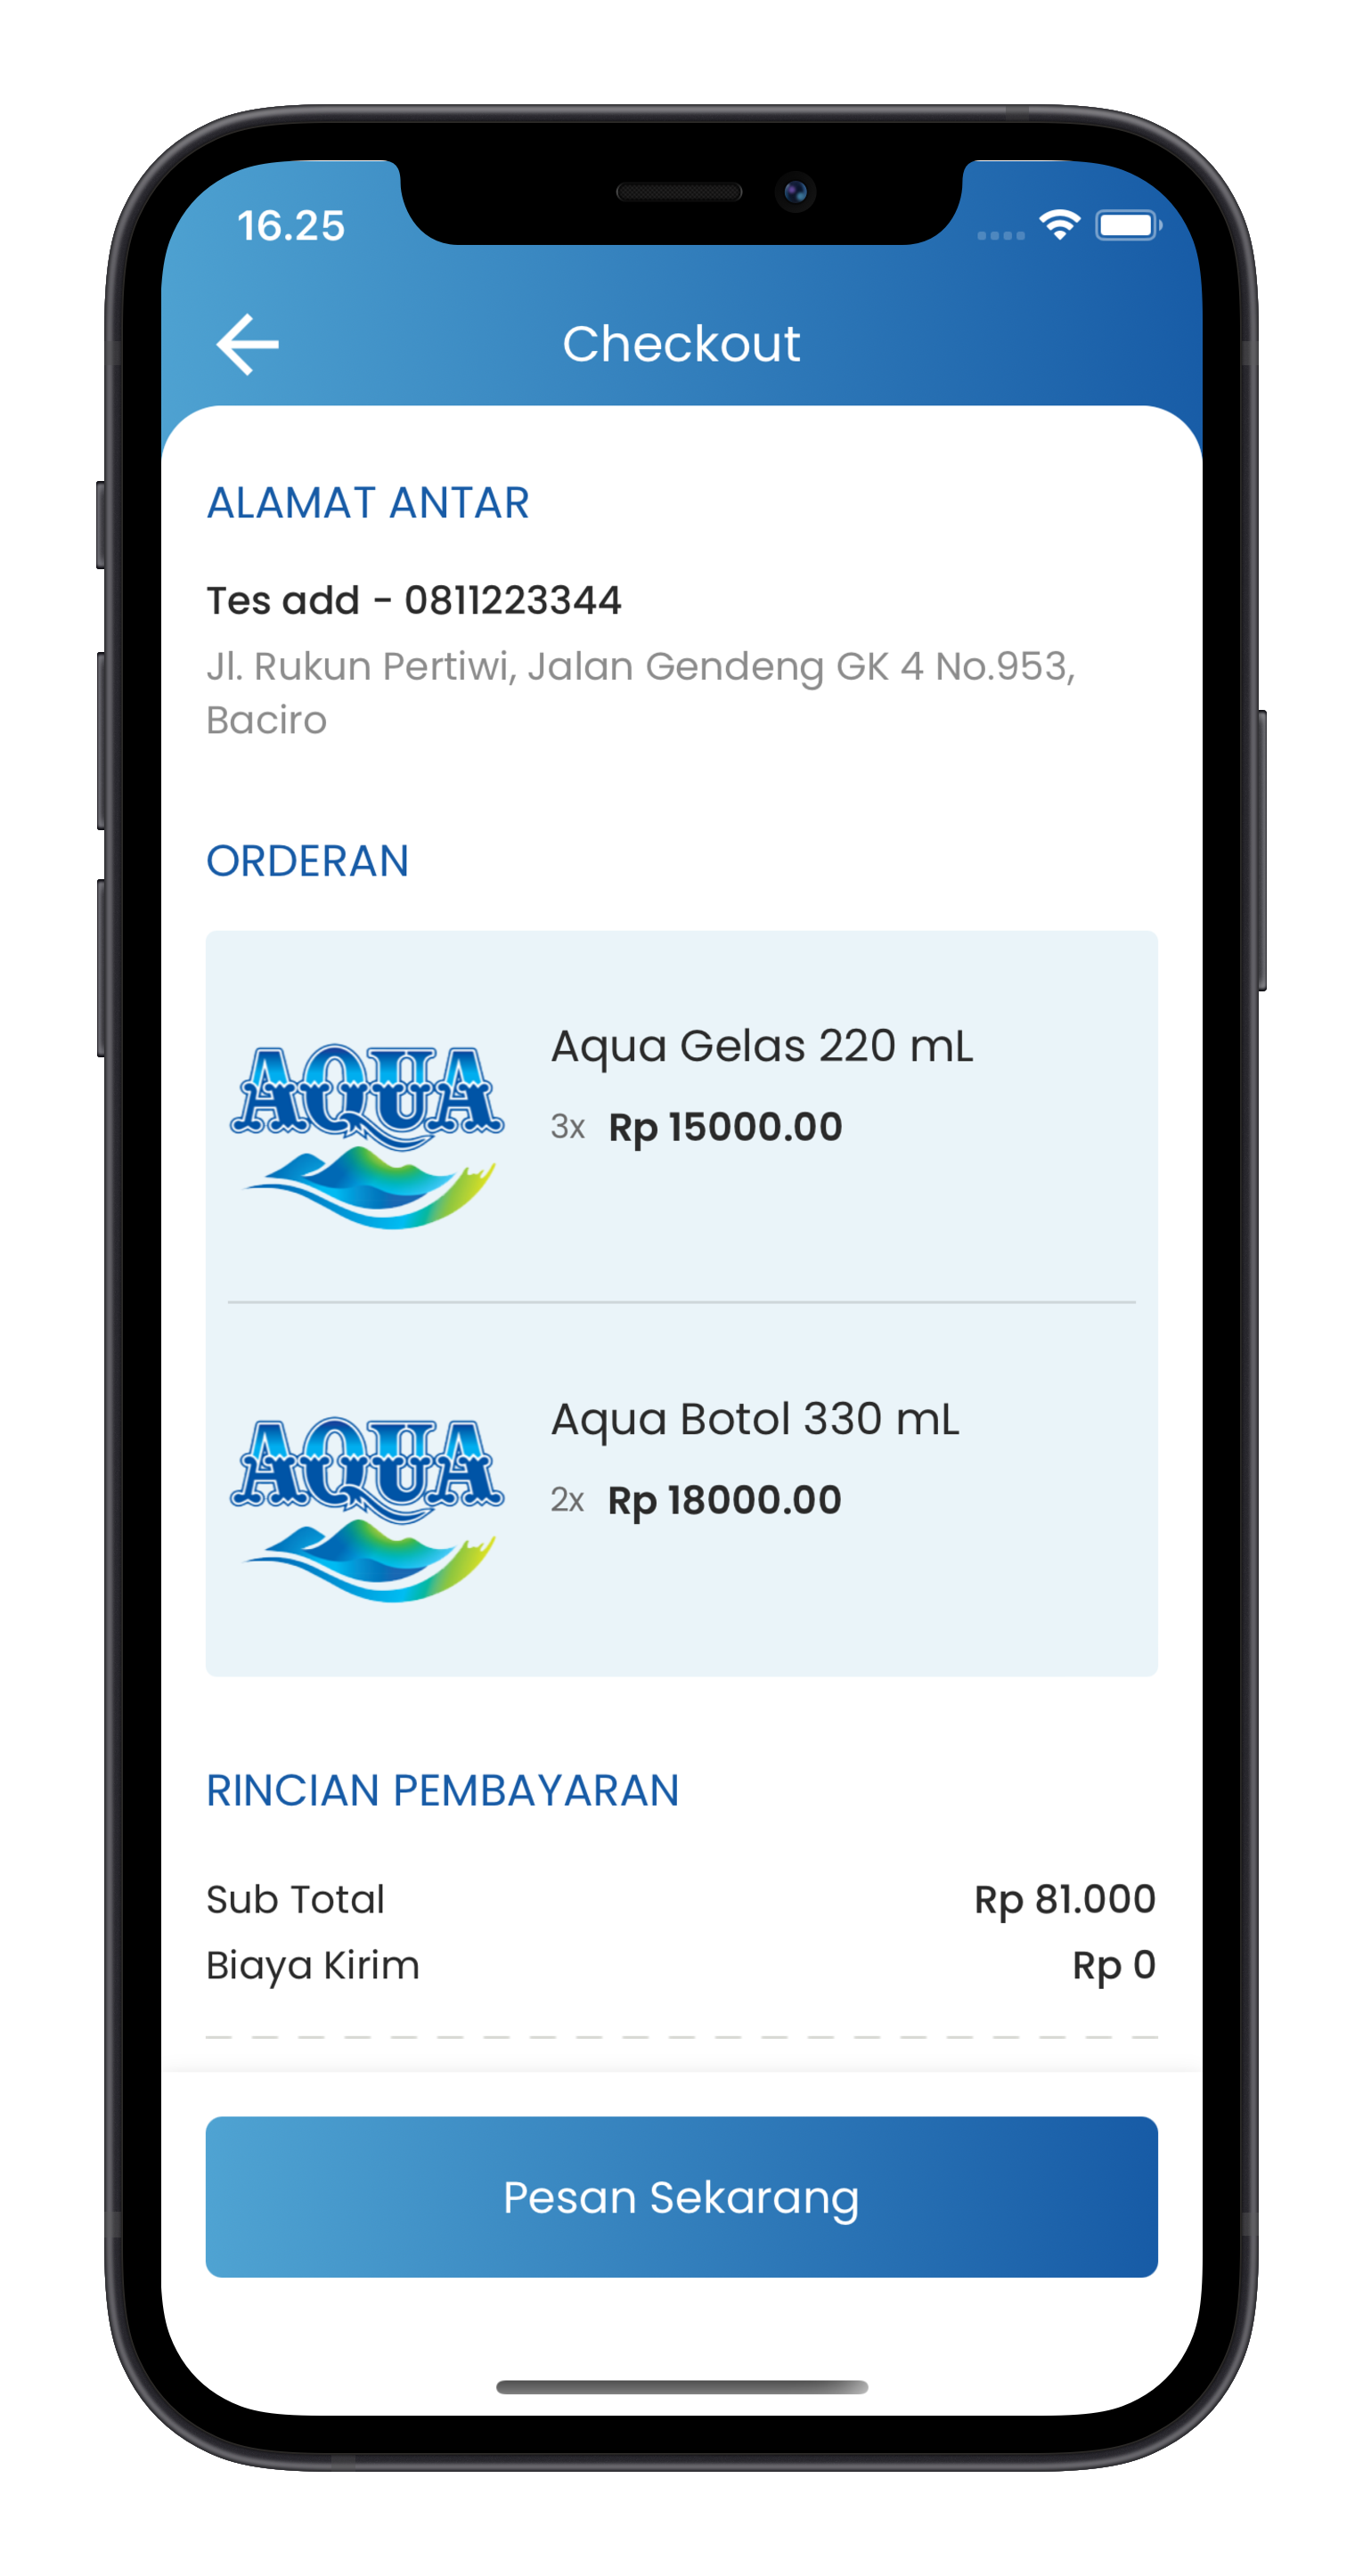 16.25
Checkout
ALAMAT ANTAR
Tes add - 0811223344
Jl. Rukun Pertiwi, Jalan Gendeng GK 4 No.953,
Baciro
ORDERAN
AQUA
Aqua Gelas 220 mL
3x Rp 15000.00
AQUA
Aqua Botol 330 mL
2x Rp 18000.00
RINCIAN PEMBAYARAN
Sub Total Rp 81.000
Biaya Kirim Rp 0
Pesan Sekarang